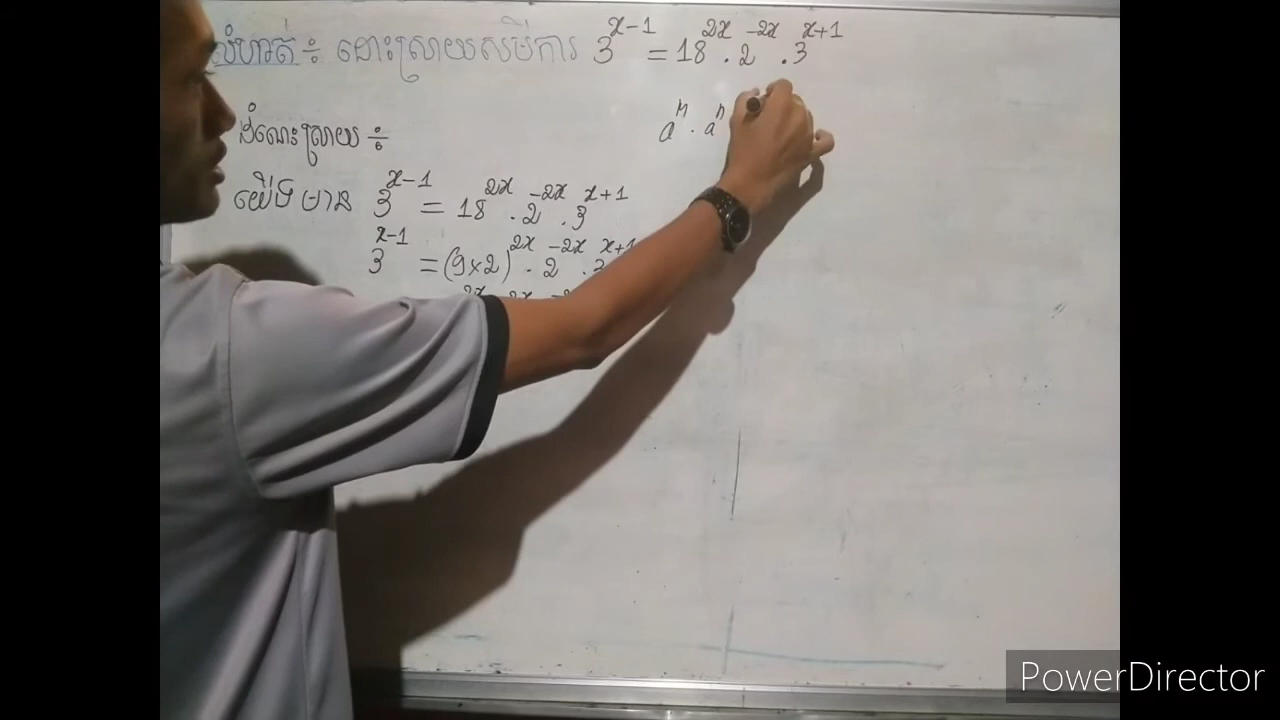 លំហាត់ ÷ ដោះស្រាយសមីការ 3^{x-1} = 18^{2x} . 2^{-2x} . 3^{x+1}
a^m . a^n
ដំណោះស្រាយ ÷
យើងមាន 3^{x-1} = 18^{2x} . 2^{-2x} . 3^{x+1}
3^{x-1} = (9×2)^{2x} . 2^{-2x} . 3^{x+1}
PowerDirector